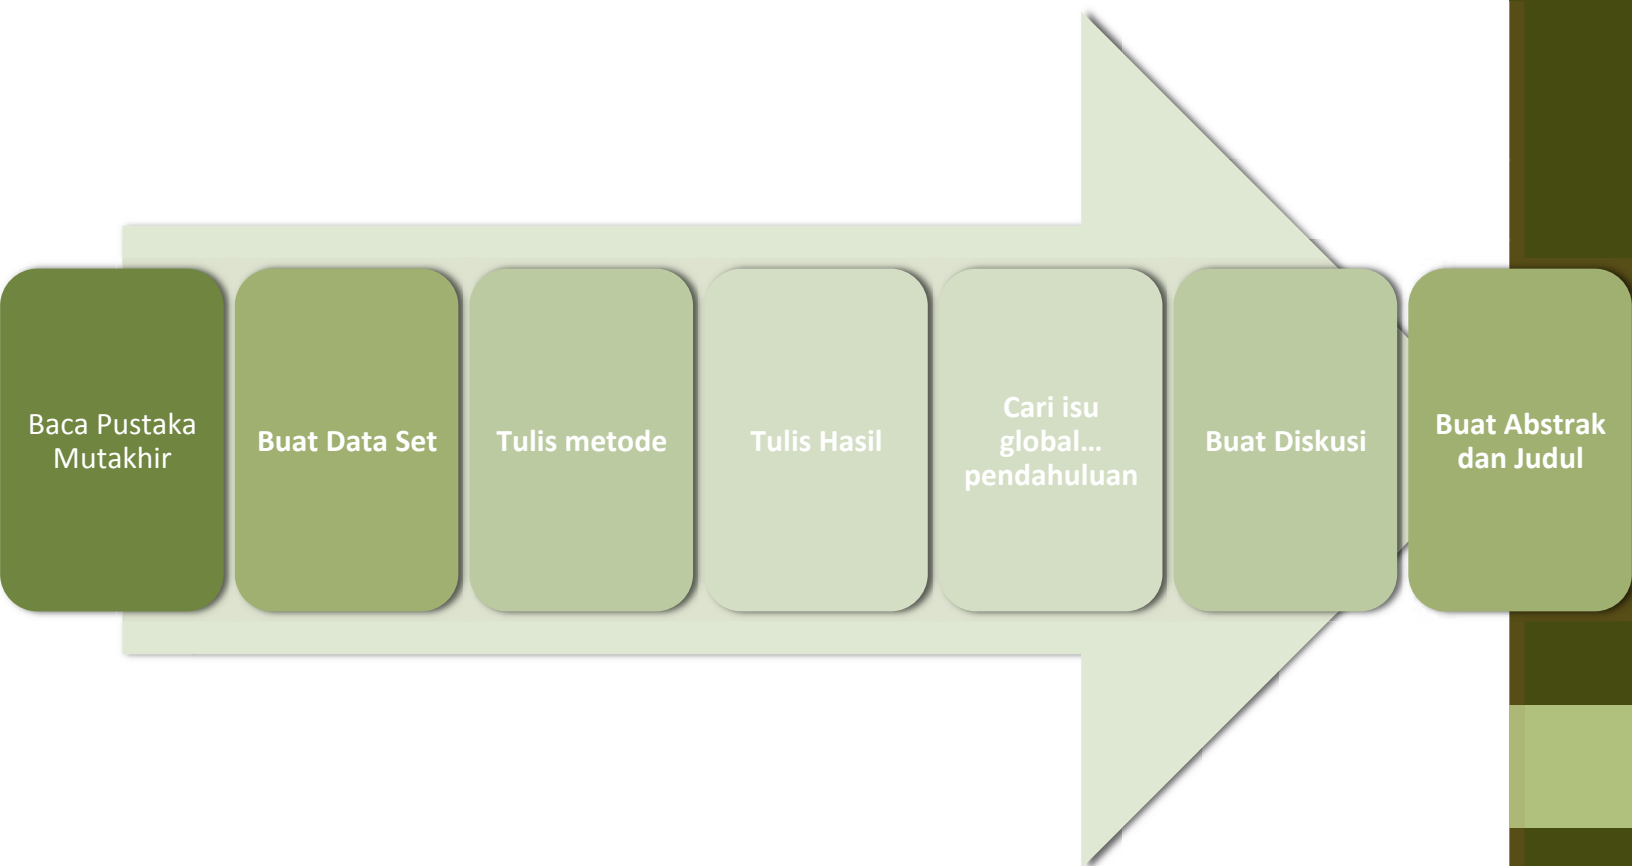 Baca Pustaka
Mutakhir
Buat Data Set
Tulis metode
Tulis Hasil
Cari isu
global...
pendahuluan
Buat Diskusi
Buat Abstrak
dan Judul